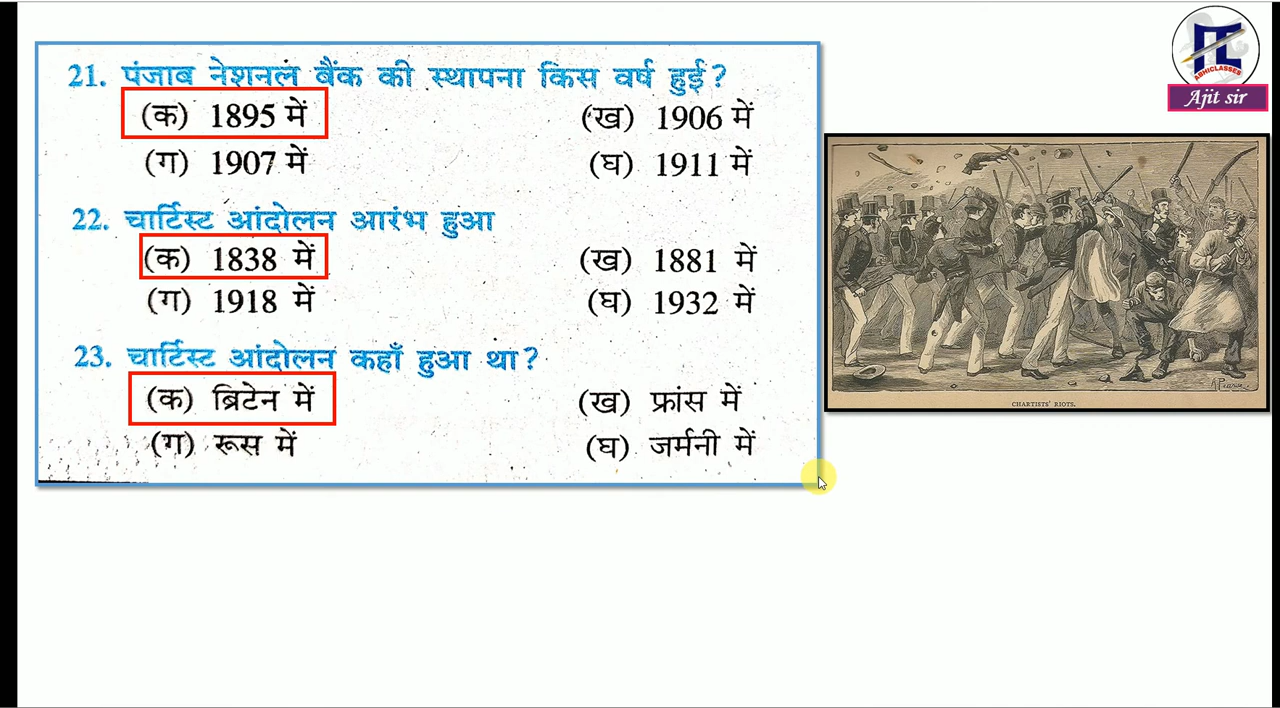 21. पंजाब नेशनल बैंक की स्थापना किस वर्ष हुई?
(क) 1895 में (ख) 1906 में
(ग) 1907 में (घ) 1911 में
22. चार्टिस्ट आंदोलन आरंभ हुआ
(क) 1838 में (ख) 1881 में
(ग) 1918 में (घ) 1932 में
23. चार्टिस्ट आंदोलन कहाँ हुआ था?
(क) ब्रिटेन में (ख) फ्रांस में
(ग) रूस में (घ) जर्मनी में
ABHICLASSES
Ajit sir
CHARTISTS' RIOTS.